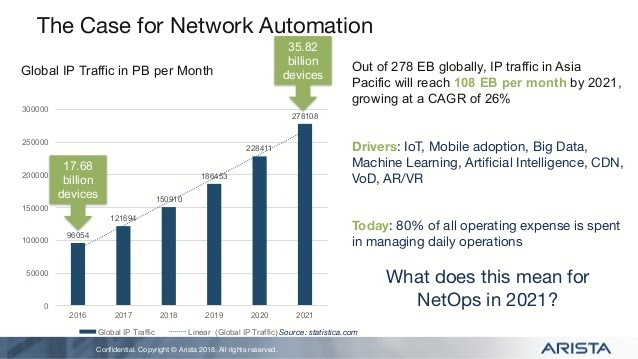 The Case for Network Automation
Global IP Traffic in PB per Month
35.82
billion
devices
17.68
billion
devices
300000
250000
200000
150000
100000
50000
0
96054
121694
150910
186453
228411
278108
2016
2017
2018
2019
2020
2021
Global IP Traffic
Linear (Global IP Traffic)
Source: statistica.com
Out of 278 EB globally, IP traffic in Asia
Pacific will reach 108 EB per month by 2021,
growing at a CAGR of 26%
Drivers: IoT, Mobile adoption, Big Data,
Machine Learning, Artificial Intelligence, CDN,
VoD, AR/VR
Today: 80% of all operating expense is spent
in managing daily operations
What does this mean for
NetOps in 2021?
Confidential. Copyright © Arista 2018. All rights reserved.
ARISTA